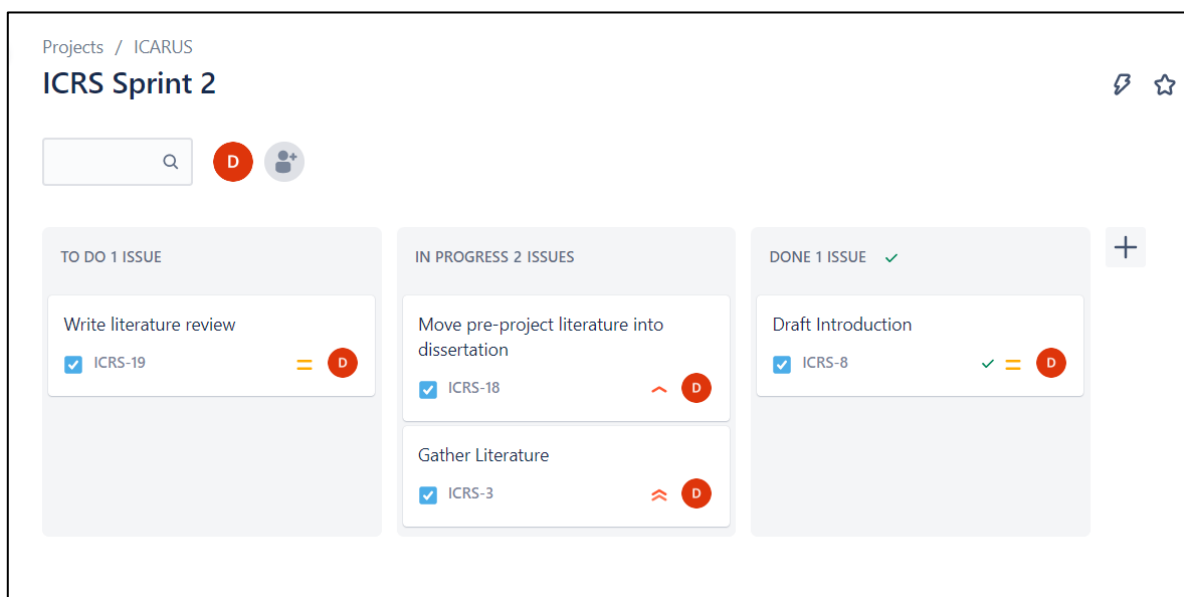 Projects / ICARUS
ICRS Sprint 2
D
TO DO 1 ISSUE
Write literature review
ICRS-19
D
IN PROGRESS 2 ISSUES
Move pre-project literature into
dissertation
ICRS-18
D
Gather Literature
ICRS-3
D
DONE 1 ISSUE
Draft Introduction
ICRS-8
D